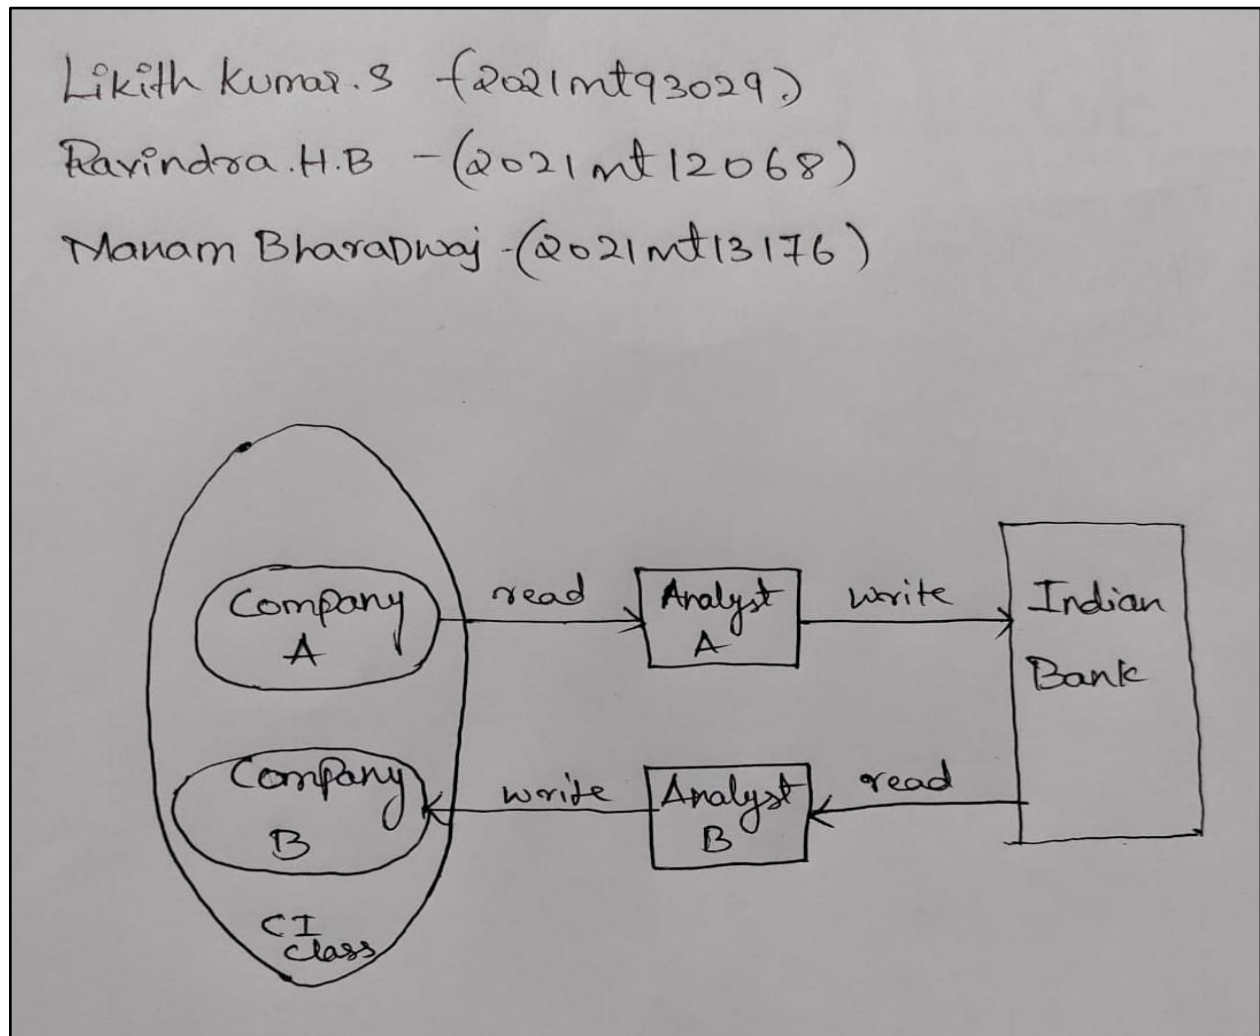 Likith Kumar.S -(2021mt93029)
Ravindra.H.B -(2021mt12068)
Manam BharaDwaj -(2021mt13176)
Company
A
read
Analyst
A
write
Indian
Bank
Company
B
write
Analyst
B
read
CI
class